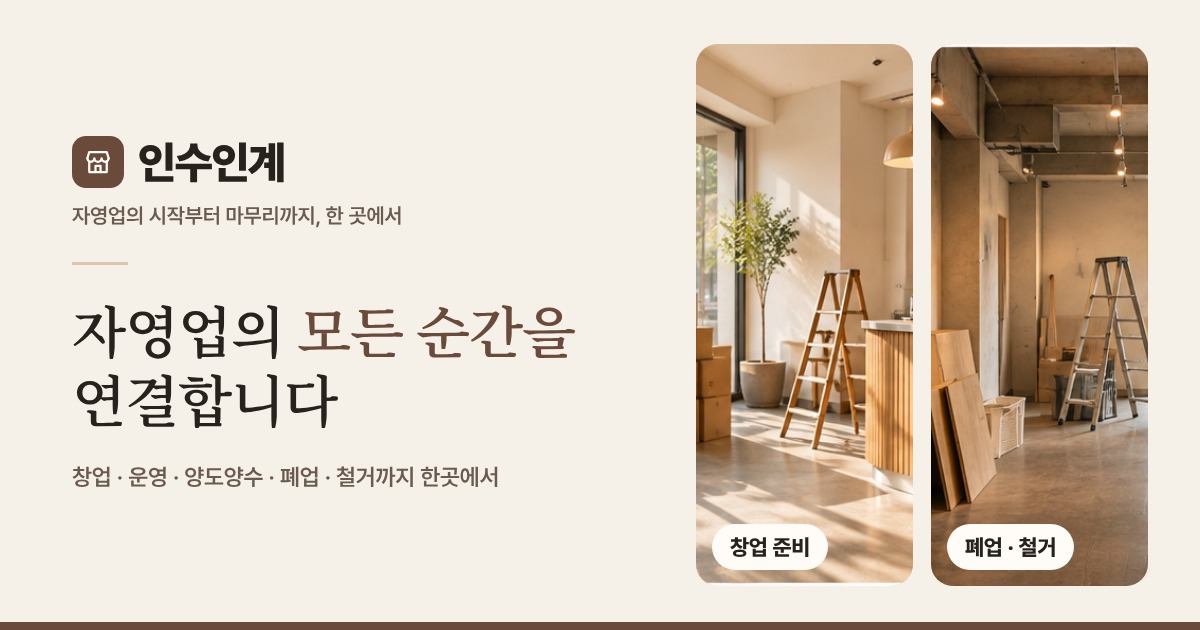 인수인계
자영업의 시작부터 마무리까지, 한 곳에서
자영업의 모든 순간을
연결합니다
창업 · 운영 · 양도양수 · 폐업 · 철거까지 한곳에서
창업 준비
폐업 · 철거